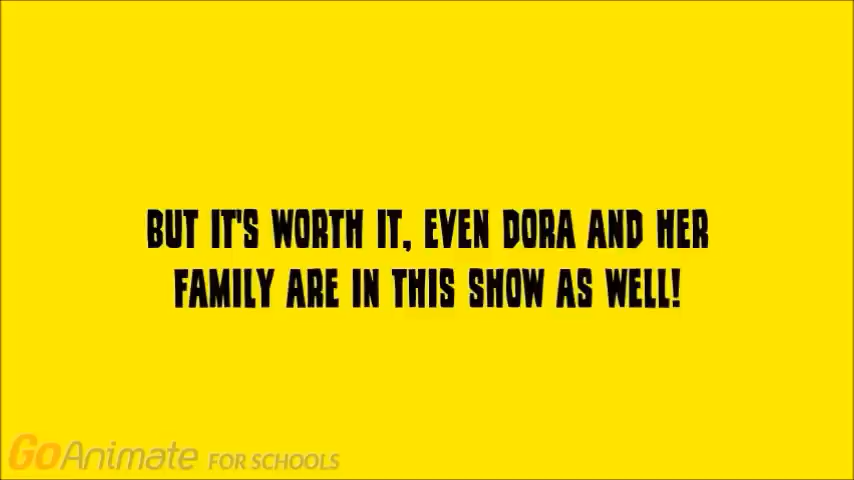 BUT IT'S WORTH IT, EVEN DORA AND HER
FAMILY ARE IN THIS SHOW AS WELL!
GoAnimate FOR SCHOOLS